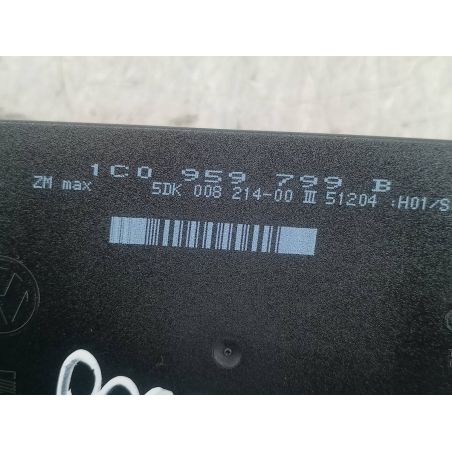 1C0 959 799 B
ZM max 5DK 008 214-00 III 51204 :H01/S